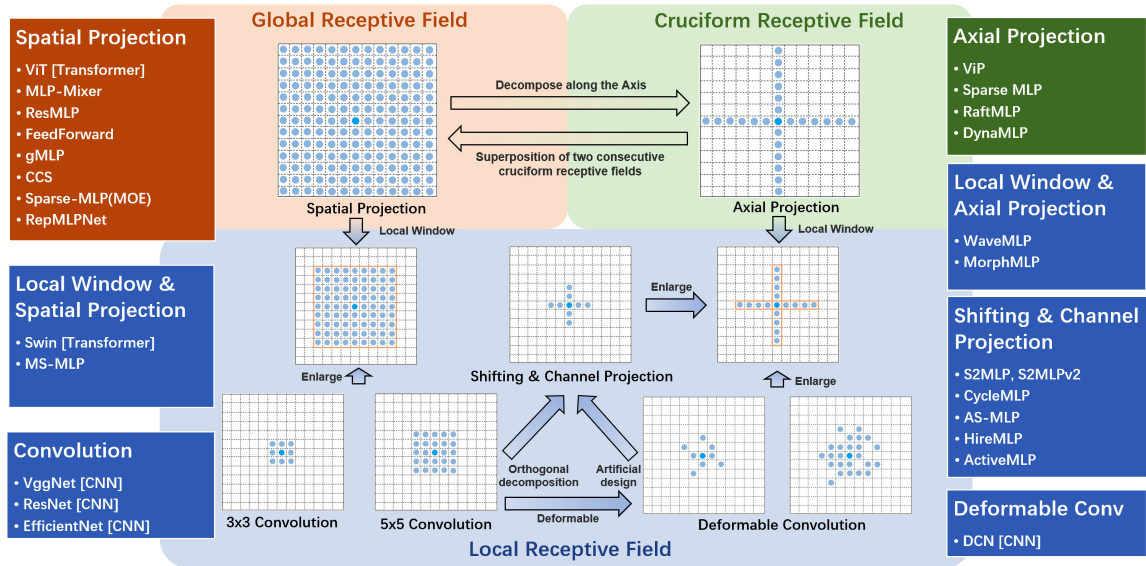 Global Receptive Field
Cruciform Receptive Field
Spatial Projection
• ViT [Transformer]
• MLP-Mixer
• ResMLP
• FeedForward
• gMLP
• CCS
• Sparse-MLP(MOE)
• RepMLPNet
Decompose along the Axis
Superposition of two consecutive
cruciform receptive fields
Spatial Projection
Axial Projection
Axial Projection
• ViP
• Sparse MLP
• RaftMLP
• DynaMLP
Local Window
Local Window
Local Window &
Spatial Projection
• Swin [Transformer]
• MS-MLP
Enlarge
Shifting & Channel Projection
Enlarge
Enlarge
Local Window &
Axial Projection
• WaveMLP
• MorphMLP
Shifting & Channel
Projection
• S2MLP, S2MLPv2
• CycleMLP
• AS-MLP
• HireMLP
• ActiveMLP
Convolution
• VggNet [CNN]
• ResNet [CNN]
• EfficientNet [CNN]
3x3 Convolution
5x5 Convolution
Orthogonal
decomposition
Artificial
design
Deformable
Deformable Convolution
Deformable Conv
• DCN [CNN]
Local Receptive Field